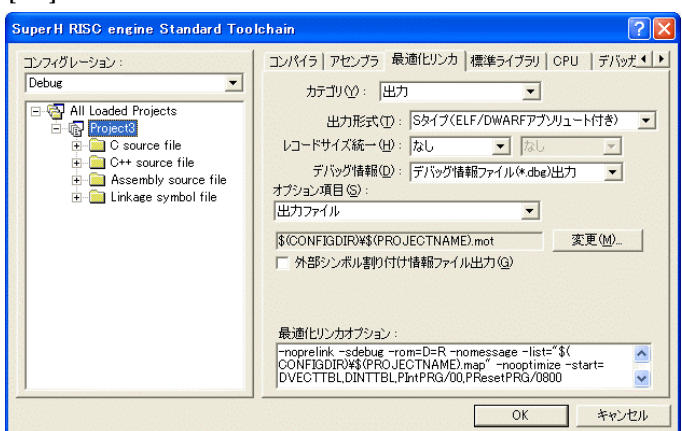 SuperH RISC engine Standard Toolchain
コンフィグレーション :
Debug
All Loaded Projects
Project3
C source file
C++ source file
Assembly source file
Linkage symbol file
コンパイラ アセンブラ 最適化リンカ 標準ライブラリ CPU デバッガ
カテゴリ(Y) : 出力
出力形式(T) : Sタイプ(ELF/DWARFアブソリュート付き)
レコードサイズ統一(H) : なし なし
デバッグ情報(D) : デバッグ情報ファイル(*.dbg)出力
オプション項目(S) :
出力ファイル
$(CONFIGDIR)¥$(PROJECTNAME).mot 変更(M)...
外部シンボル割り付け情報ファイル出力(G)
最適化リンカオプション :
-noprelink -sdebug -rom=D=R -nomessage -list="$(
CONFIGDIR)¥$(PROJECTNAME).map" -nooptimize -start=
DVECTTBL,DINTTBL,PIntPRG/00,PResetPRG/0800
OK キャンセル